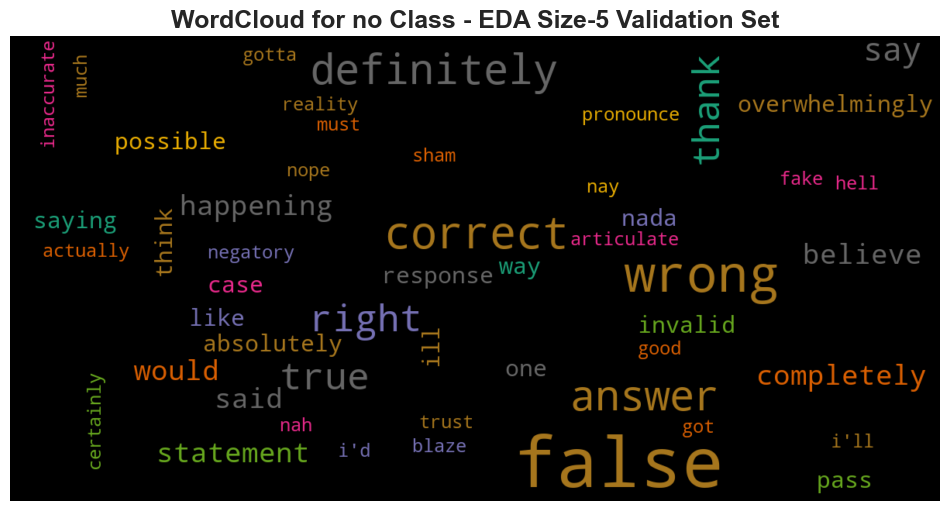 WordCloud for no Class - EDA Size-5 Validation Set
inaccurate
much
gotta
definitely
thank
say
reality
must
pronounce
overwhelmingly
possible
sham
nope
nay
fake
hell
saying
think
happening
nada
actually
negatory
correct
articulate
believe
case
response
way
wrong
like
right
invalid
absolutely
ill
good
would
true
one
completely
certainly
said
answer
nah
trust
got
statement
i'd
blaze
false
i'll
pass